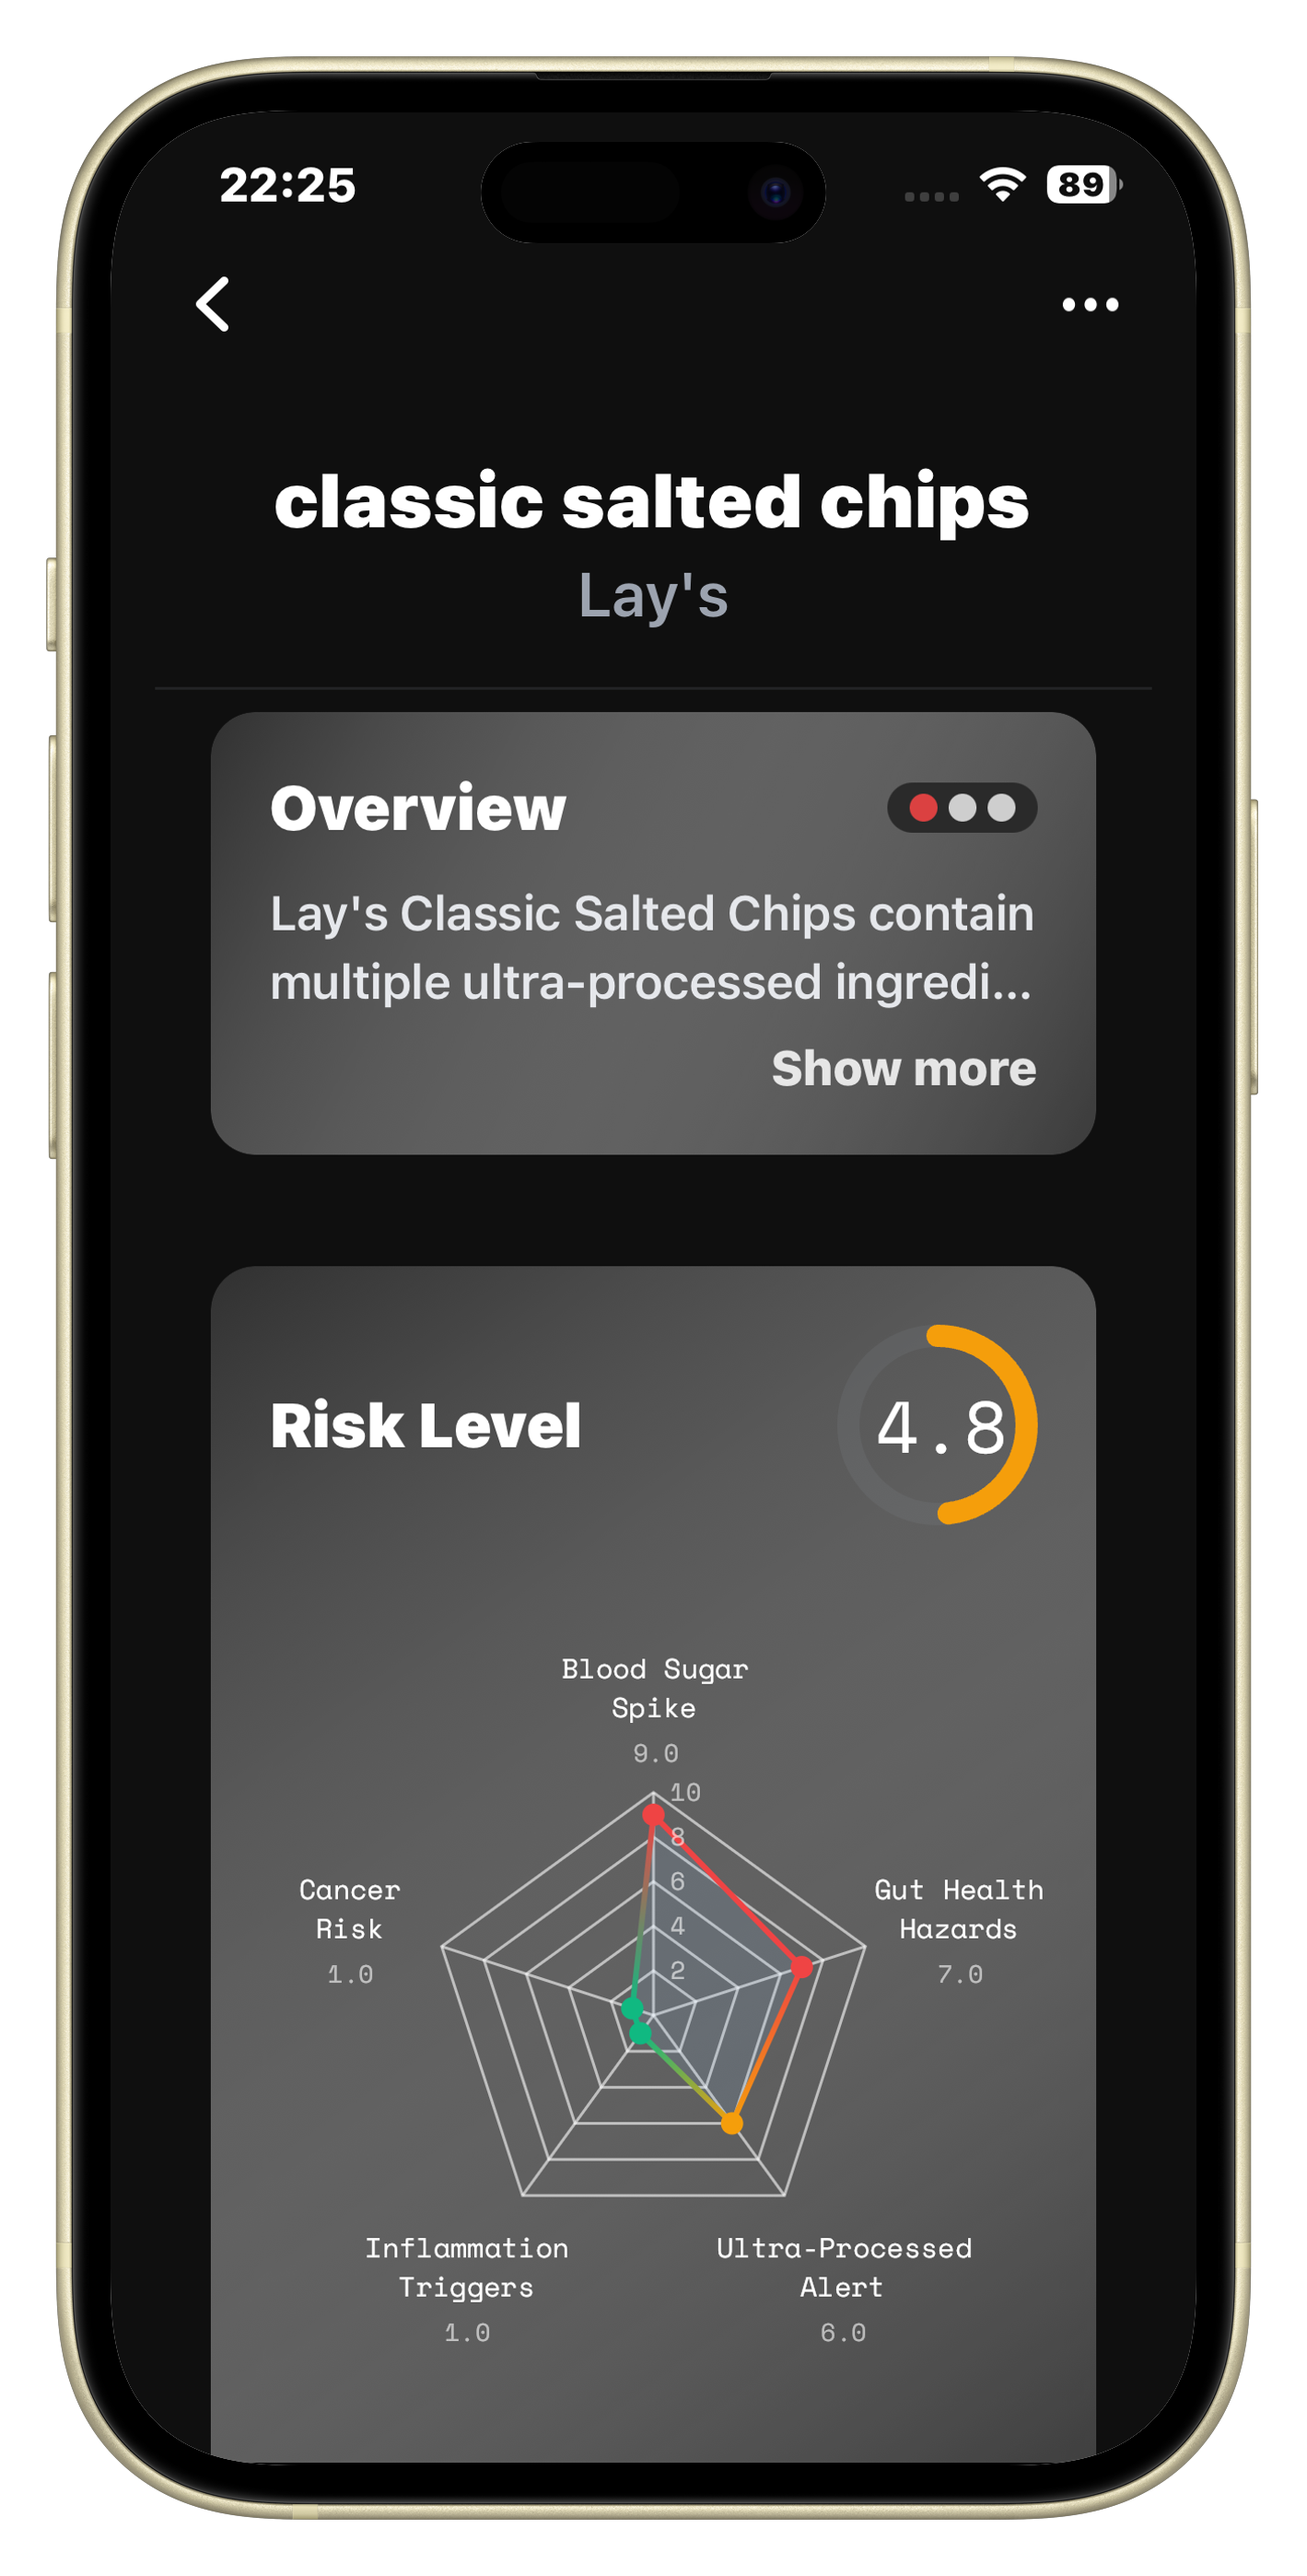 22:25
89
classic salted chips
Lay's
Overview
Lay's Classic Salted Chips contain
multiple ultra-processed ingredi...
Show more
Risk Level
4.8
Blood Sugar
Spike
9.0
10
8
6
4
2
Cancer
Risk
1.0
Gut Health
Hazards
7.0
Inflammation
Triggers
1.0
Ultra-Processed
Alert
6.0